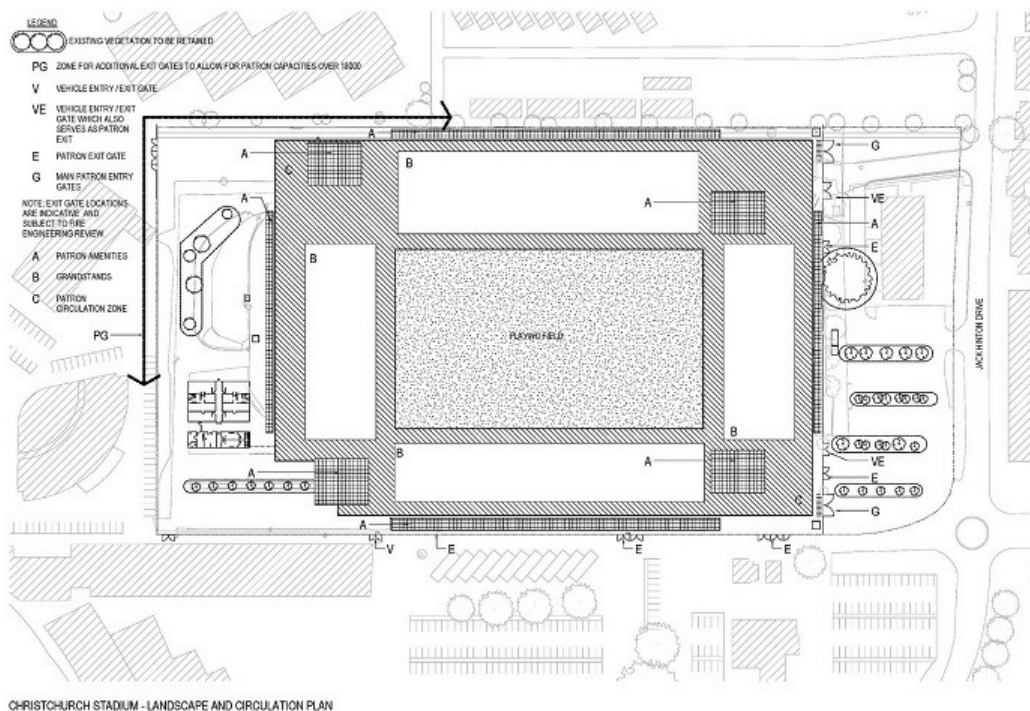 LEGEND
EXISTING VEGETATION TO BE RETAINED
PG ZONE FOR ADDITIONAL EXIT GATES TO ALLOW FOR PATRON CAPACITIES OVER 18000
V VEHICLE ENTRY / EXIT GATE
VE VEHICLE ENTRY / EXIT
GATE WHICH ALSO
SERVES AS PATRON
EXIT
E PATRON EXIT GATE
G MAIN PATRON ENTRY
GATES
NOTE: EXIT GATE LOCATIONS
ARE INDICATIVE AND
SUBJECT TO FIRE
ENGINEERING REVIEW.
A PATRON AMENITIES
B GRANDSTANDS
C PATRON
CIRCULATION ZONE
PG
A
A
C
B
G
A
VE
A
A
E
B
B
PLAYING FIELD
JACK HINTON DRIVE
B
B
A
A
VE
E
C
G
A
V
E
E
E
CHRISTCHURCH STADIUM - LANDSCAPE AND CIRCULATION PLAN